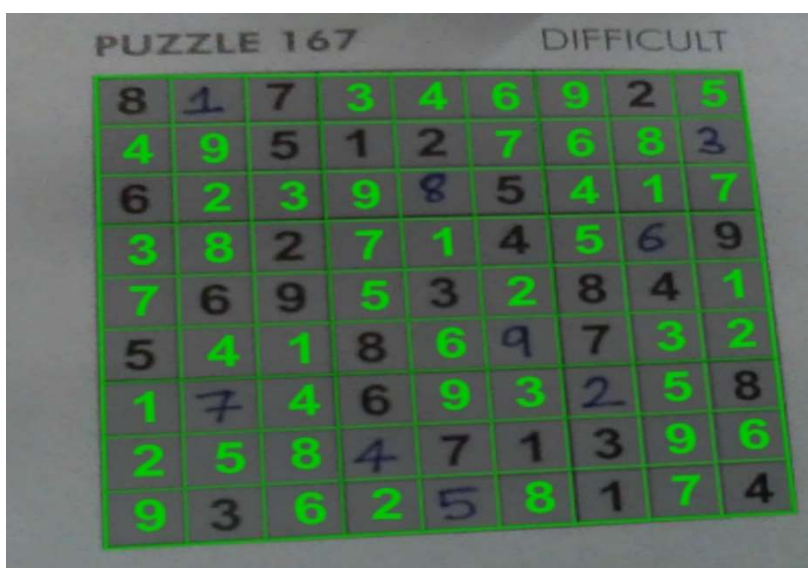 PUZZLE 167 DIFFICULT
8 1 7 3 4 6 9 2 5
4 9 5 1 2 7 6 8 3
6 2 3 9 8 5 4 1 7
3 8 2 7 1 4 5 6 9
7 6 9 5 3 2 8 4 1
5 4 1 8 6 9 7 3 2
1 7 4 6 9 3 2 5 8
2 5 8 4 7 1 3 9 6
9 3 6 2 5 8 1 7 4